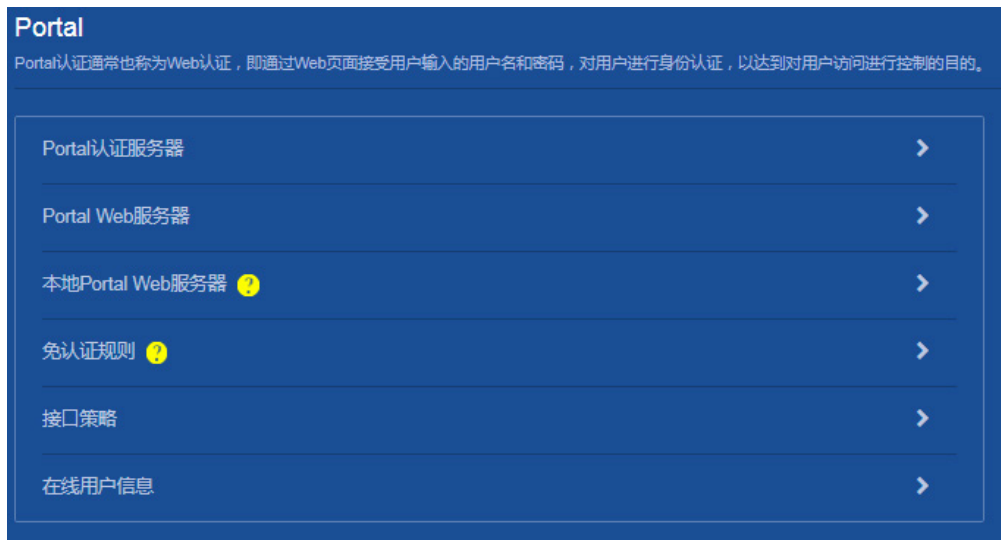 Portal
Portal认证通常也称为Web认证，即通过Web页面接受用户输入的用户名和密码，对用户进行身份认证，以达到对用户访问进行控制的目的。
Portal认证服务器
Portal Web服务器
本地Portal Web服务器 ?
免认证规则 ?
接口策略
在线用户信息